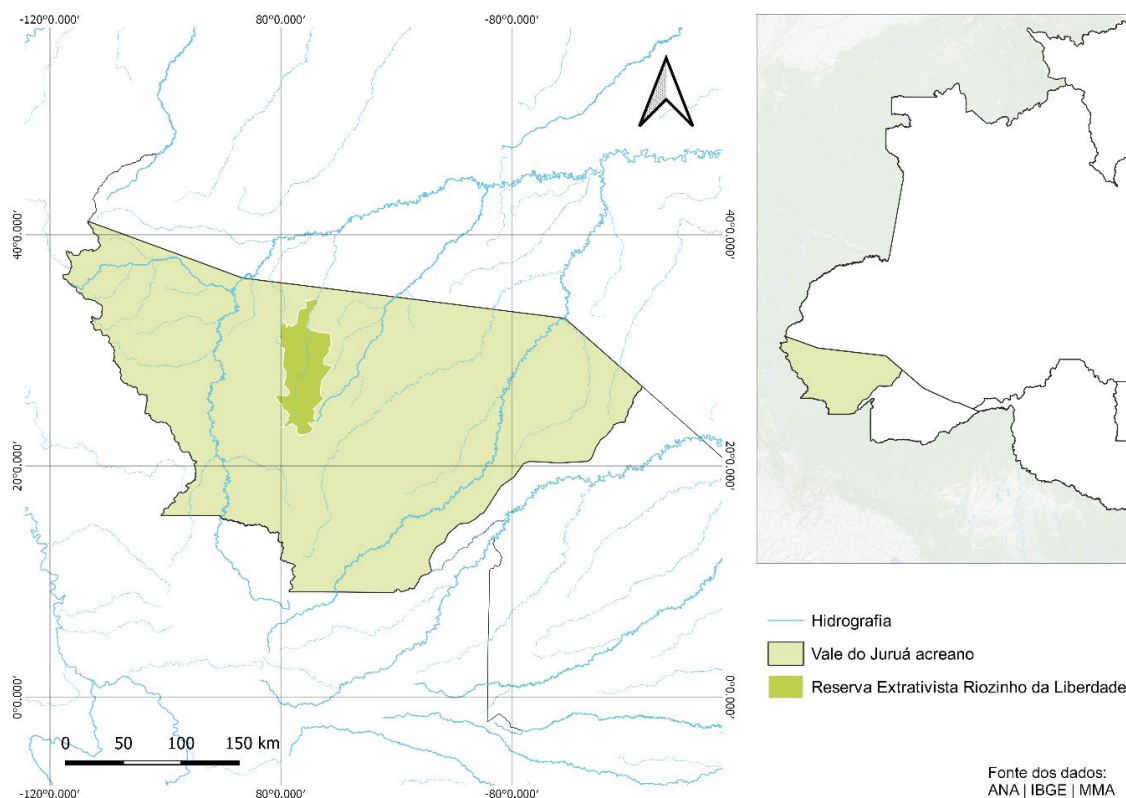 -120°0.000'
80°0.000'
-80°0.000'
40°0.000'
40°0.000'
20°0.000'
20°0.000'
0°0.000'
0°0.000'
0 50 100 150 km
-120°0.000'
80°0.000'
-80°0.000'
Hidrografia
Vale do Juruá acreano
Reserva Extrativista Riozinho da Liberdade
Fonte dos dados:
ANA | IBGE | MMA